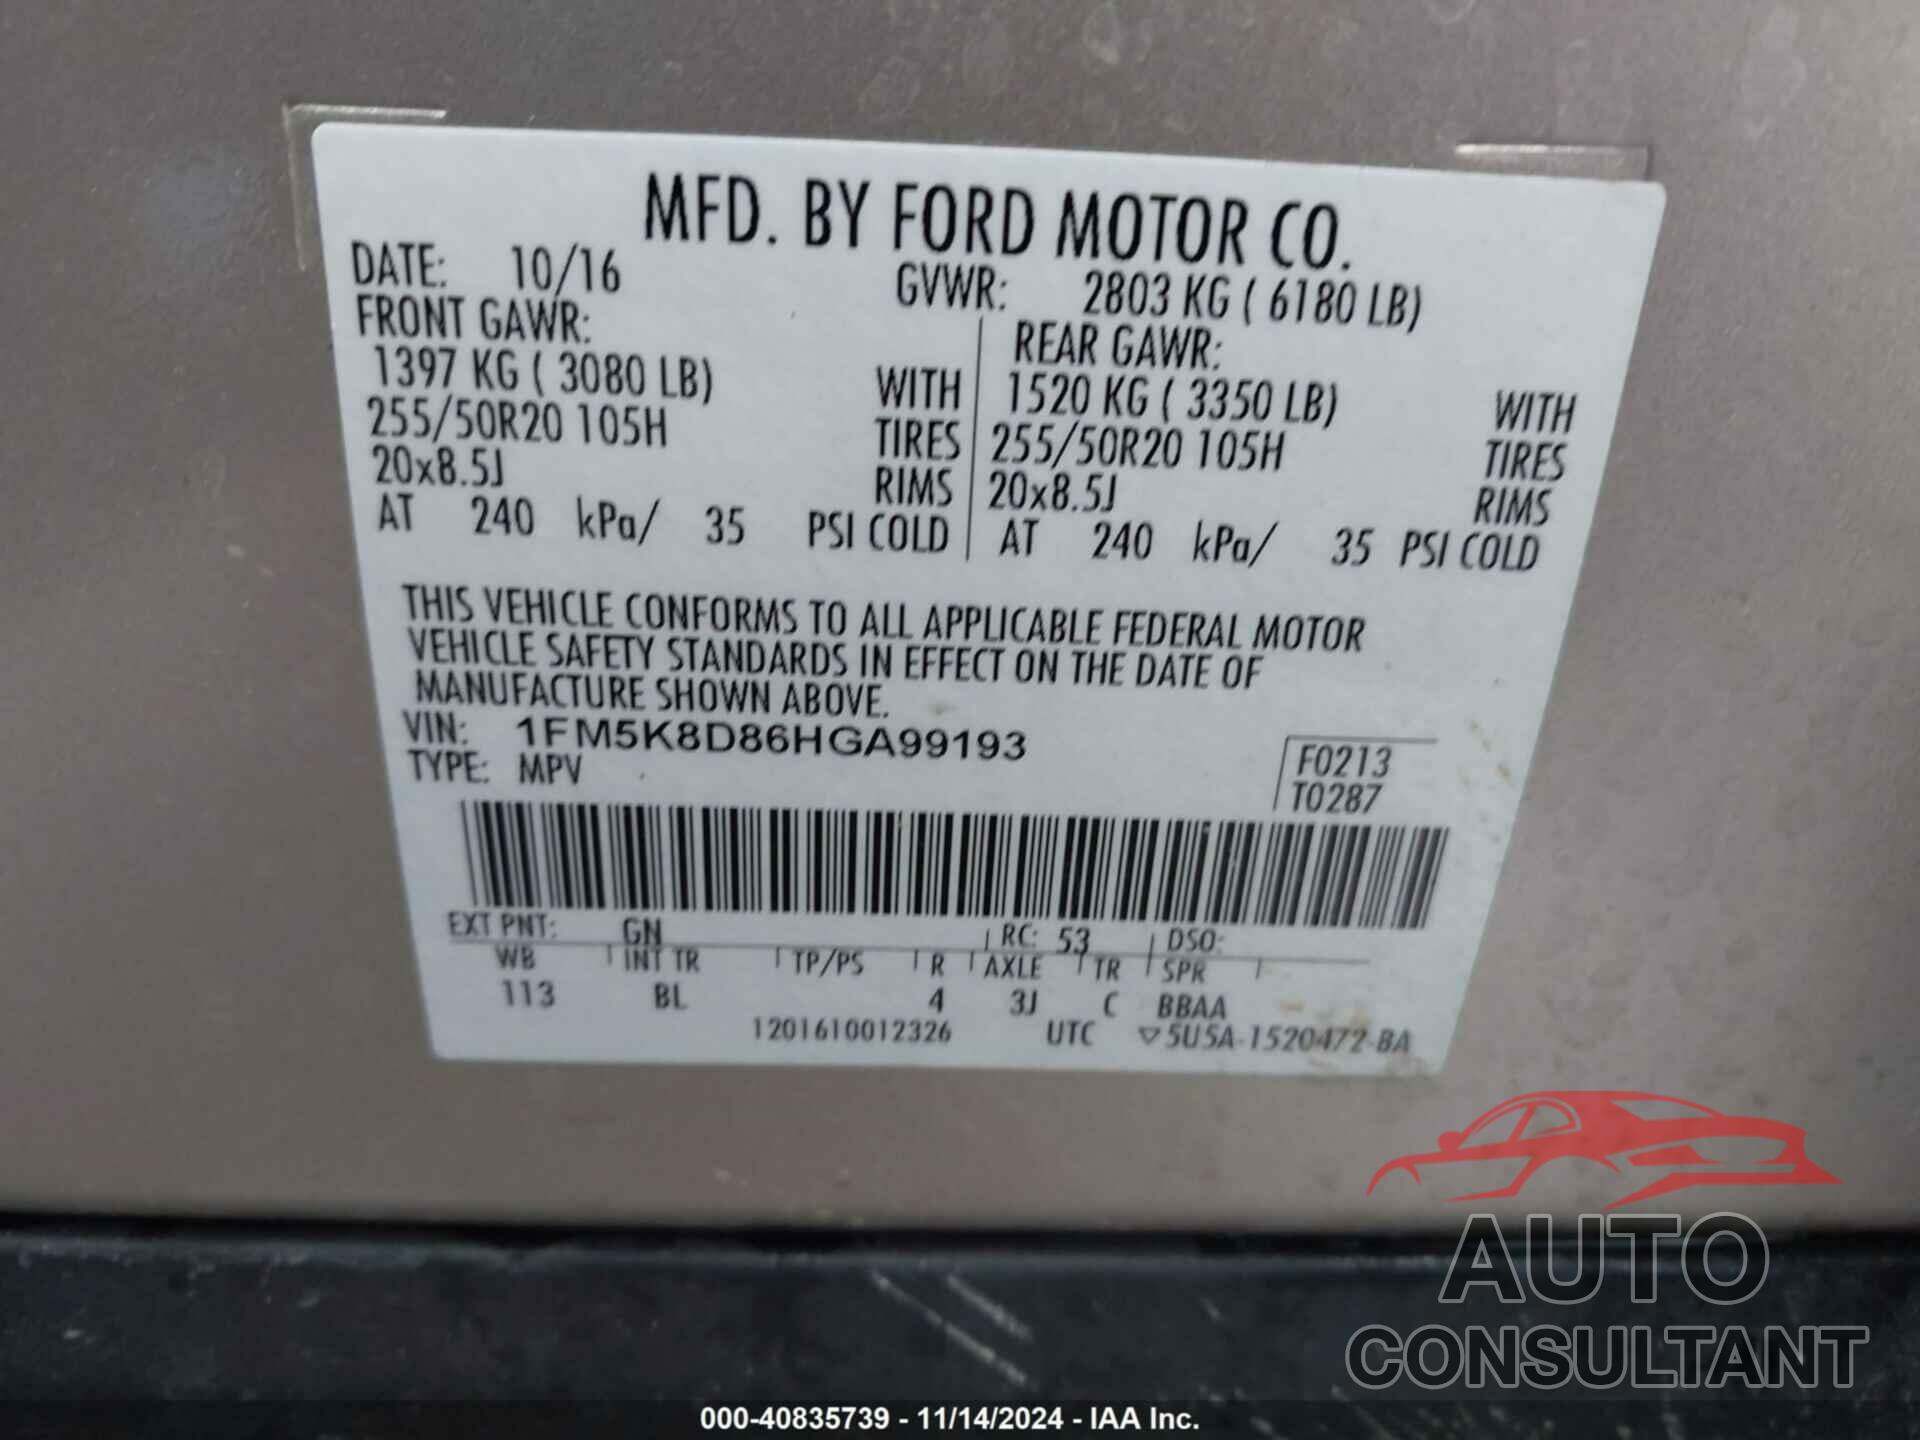 MFD. BY FORD MOTOR CO.
DATE: 10/16 GVWR: 2803 KG ( 6180 LB)
FRONT GAWR: REAR GAWR:
1397 KG ( 3080 LB) WITH 1520 KG ( 3350 LB) WITH
255/50R20 105H TIRES 255/50R20 105H TIRES
20x8.5J RIMS 20x8.5J RIMS
AT 240 kPa/ 35 PSI COLD AT 240 kPa/ 35 PSI COLD
THIS VEHICLE CONFORMS TO ALL APPLICABLE FEDERAL MOTOR
VEHICLE SAFETY STANDARDS IN EFFECT ON THE DATE OF
MANUFACTURE SHOWN ABOVE.
VIN: 1FM5K8D86HGA99193
TYPE: MPV
F0213
T0287
EXT PNT: GN RC: 53 DSO:
WB INT TR TP/PS R AXLE TR SPR
113 BL 4 3J C BBAA
1201610012326 UTC ▽5U5A-1520472-BA
AUTO
CONSULTANT
000-40835739 - 11/14/2024 - IAA Inc.